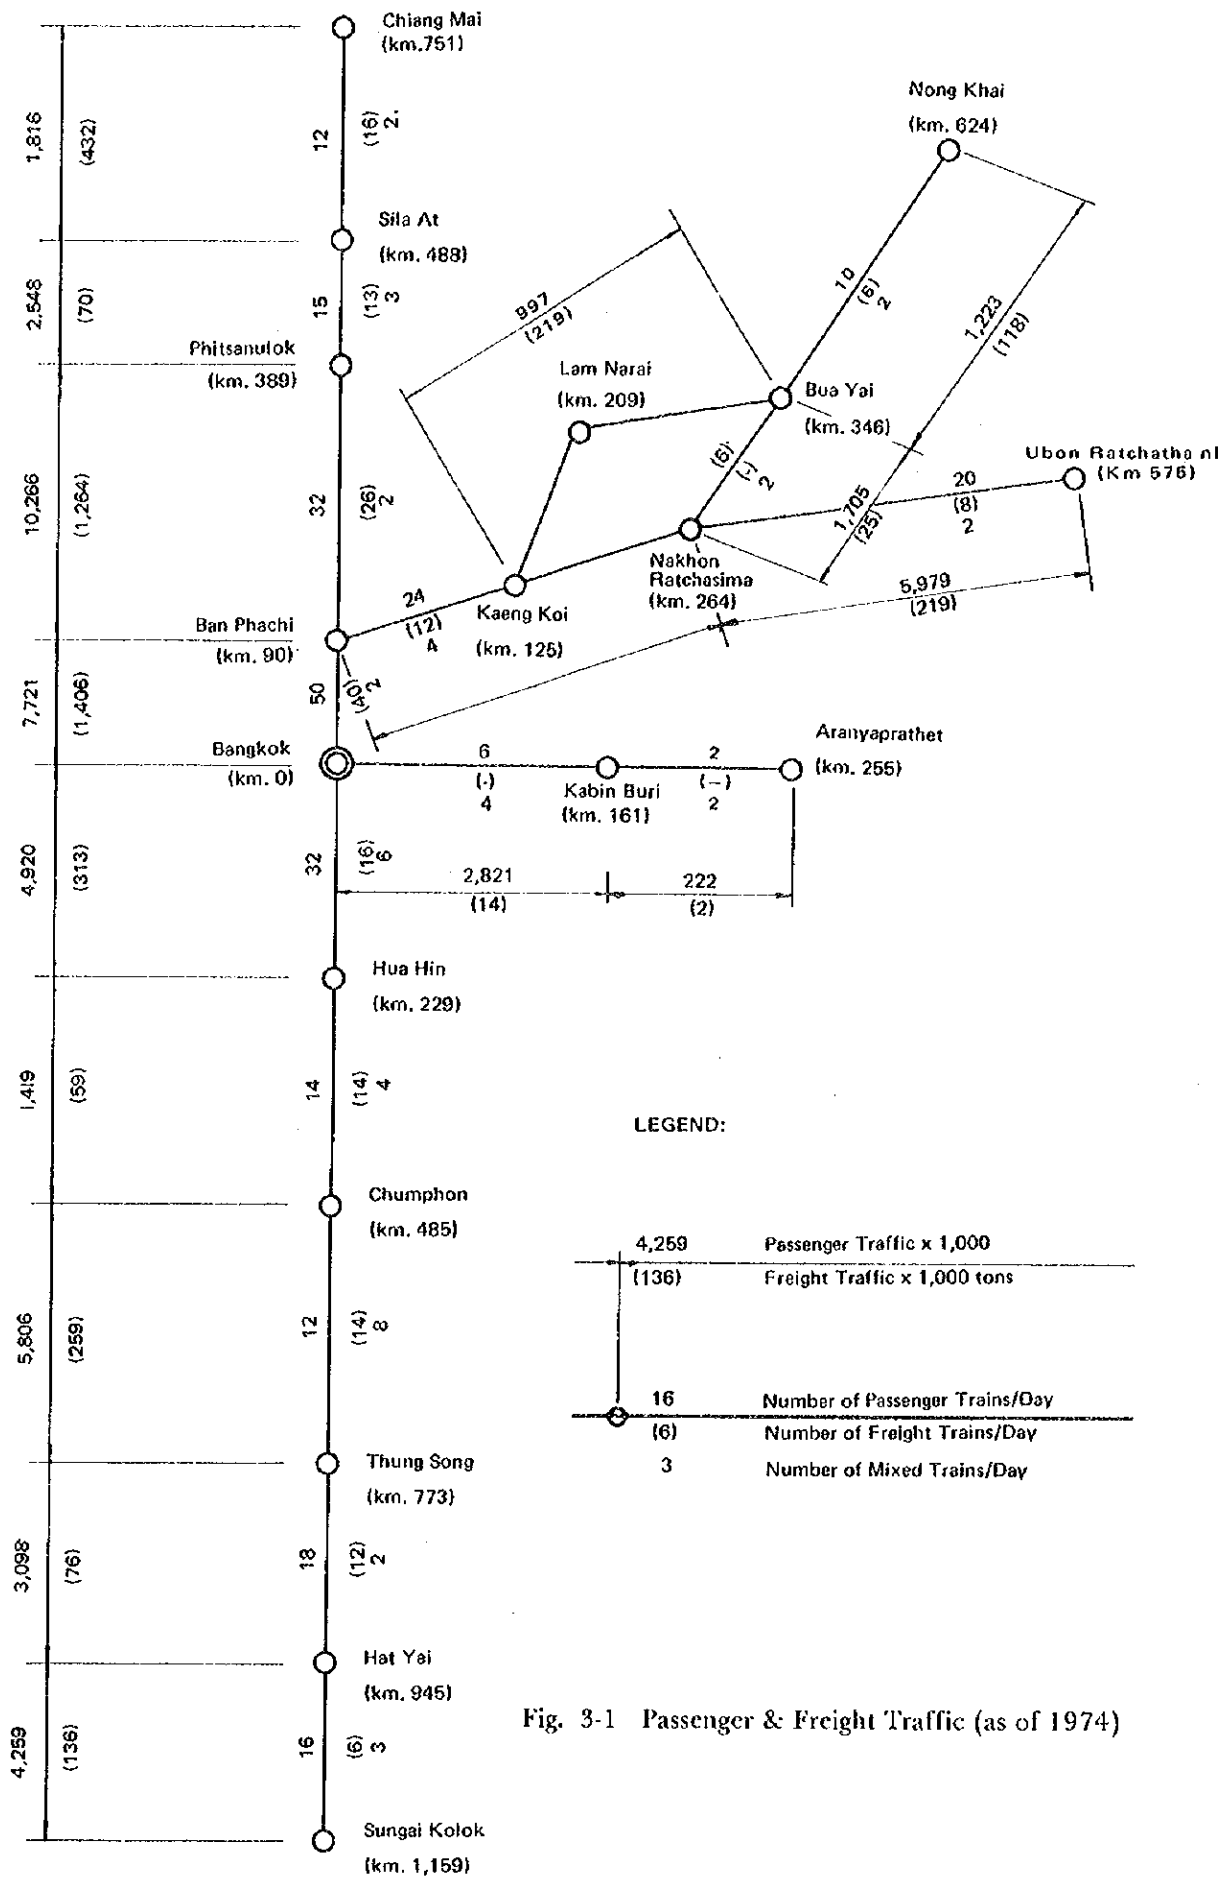 Chiang Mai
(km.751)
1,816
(432)
12
(16)
2.
Nong Khai
(km. 624)
Sila At
(km. 488)
2,548
(70)
15
(13)
3
997
(219)
10
(6)
2
1,223
(118)
Phitsanulok
(km. 389)
Lam Narai
(km. 209)
Bua Yai
(km. 346)
Ubon Ratchathani
(Km 576)
10,266
(1,264)
32
(26)
2
(6)
(-)
2
20
(8)
2
1,705
(25)
Nakhon
Ratchasima
(km. 264)
5,979
(219)
24
(12)
4
Kaeng Koi
(km. 125)
Ban Phachi
(km. 90)
7,721
(1,406)
50
(40)
2
Bangkok
(km. 0)
6
(-)
4
Kabin Buri
(km. 161)
2
(—)
2
Aranyaprathet
(km. 255)
4,920
(313)
32
(16)
6
2,821
(14)
222
(2)
Hua Hin
(km. 229)
1,419
(59)
14
(14)
4
LEGEND:
Chumphon
(km. 485)
4,259 Passenger Traffic x 1,000
(136) Freight Traffic x 1,000 tons
5,806
(259)
12
(14)
8
16 Number of Passenger Trains/Day
(6) Number of Freight Trains/Day
3 Number of Mixed Trains/Day
Thung Song
(km. 773)
3,098
(76)
18
(12)
2
Hat Yai
(km. 945)
4,259
(136)
16
(6)
3
Sungai Kolok
(km. 1,159)
Fig. 3-1 Passenger & Freight Traffic (as of 1974)